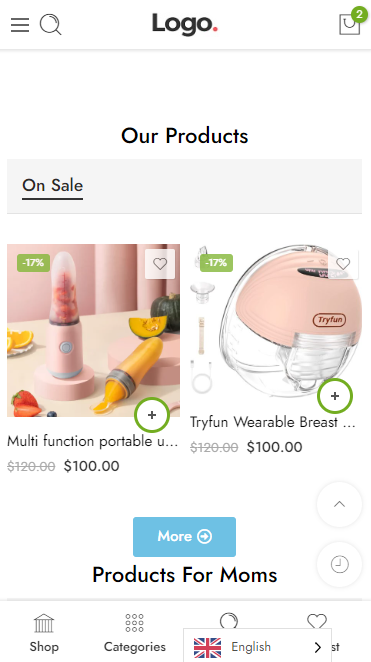 Logo.
2
Our Products
On Sale
-17%
-17%
Tryfun
Multi function portable u...
$120.00 $100.00
Tryfun Wearable Breast ...
$120.00 $100.00
More
Products For Moms
Shop
Categories
st
English